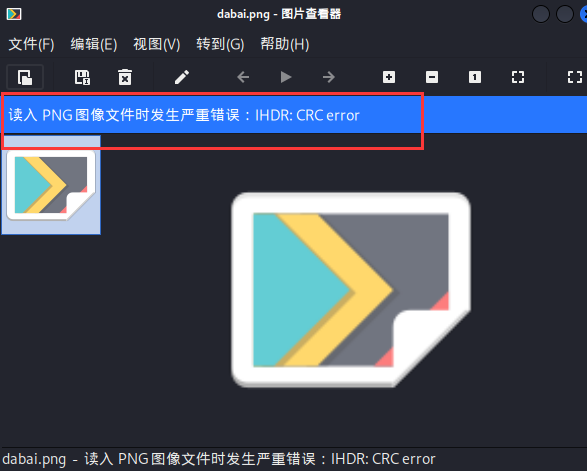 dabai.png - 图片查看器
文件(F) 编辑(E) 视图(V) 转到(G) 帮助(H)
1
读入 PNG 图像文件时发生严重错误：IHDR: CRC error
dabai.png - 读入 PNG 图像文件时发生严重错误：IHDR: CRC error